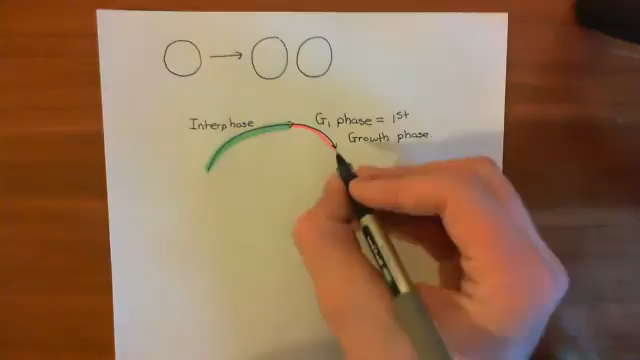 Interphase
G₁ phase = 1st
Growth phase.